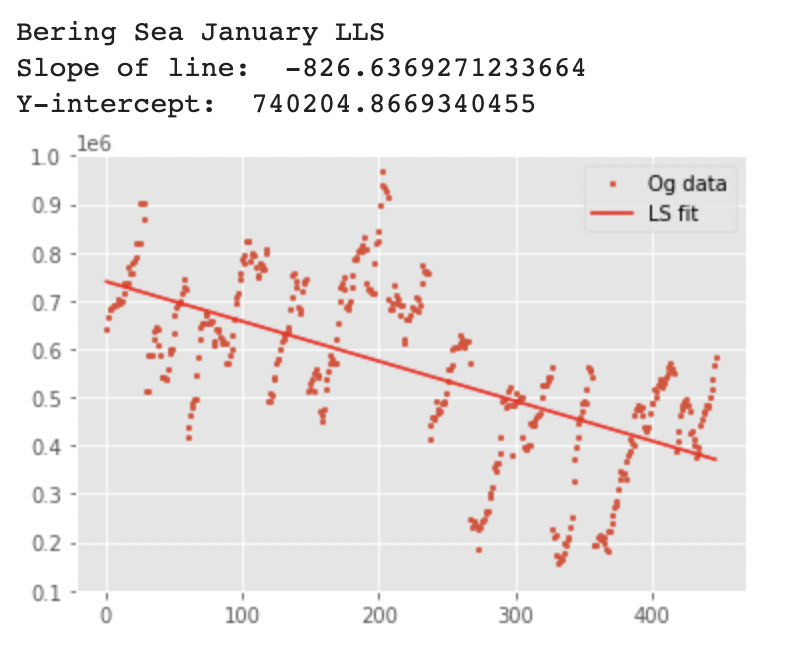 Bering Sea January LLS
Slope of line:  -826.6369271233664
Y-intercept:  740204.8669340455
1e6
1.0
0.9
0.8
0.7
0.6
0.5
0.4
0.3
0.2
0.1
Og data
LS fit
0 100 200 300 400